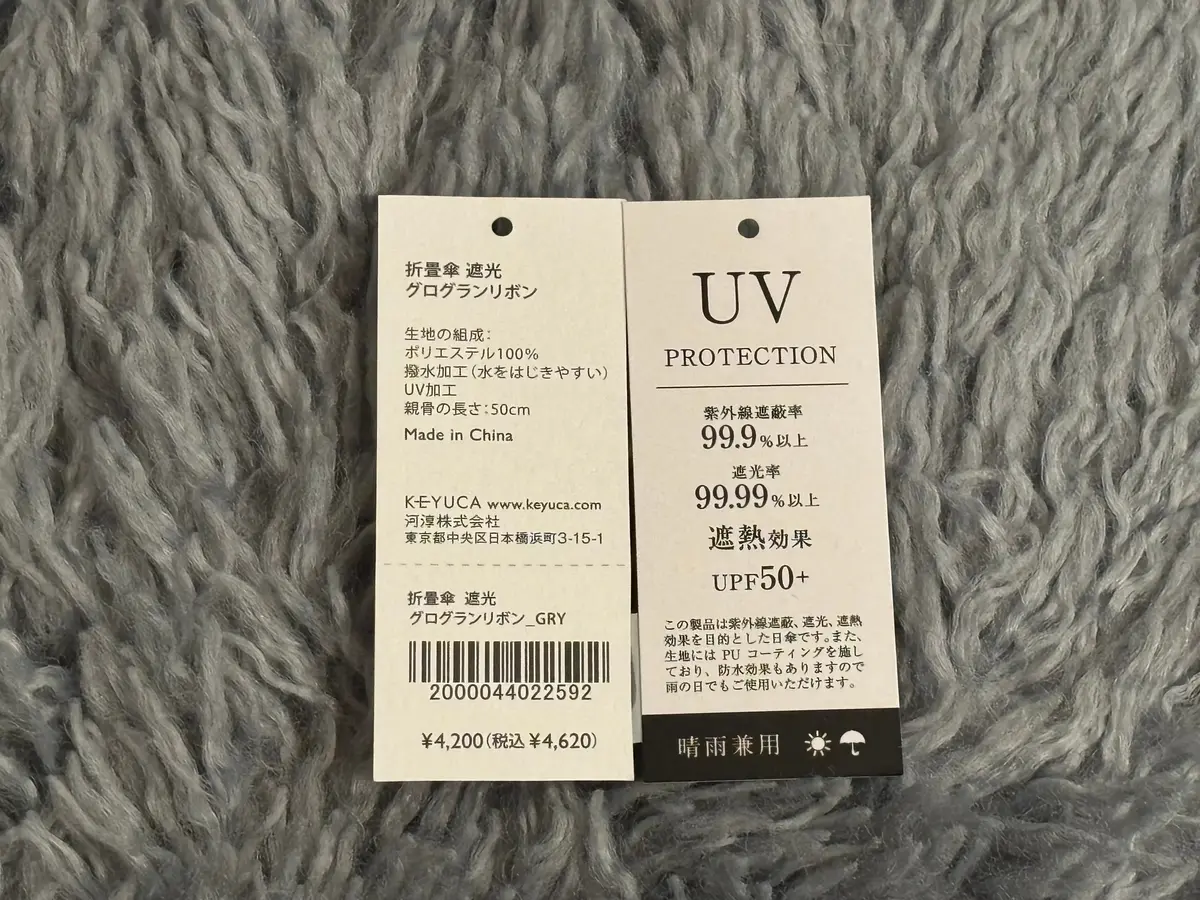 折畳傘 遮光
グログランリボン
生地の組成:
ポリエステル100%
撥水加工(水をはじきやすい)
UV加工
親骨の長さ:50cm
Made in China
KEYUCA www.keyuca.com
河淳株式会社
東京都中央区日本橋浜町3-15-1
折畳傘 遮光
グログランリボン_GRY
2000044022592
¥4,200(税込¥4,620)
UV
PROTECTION
紫外線遮蔽率
99.9%以上
遮光率
99.99%以上
遮熱効果
UPF50+
この製品は紫外線遮蔽、遮光、遮熱
効果を目的とした日傘です。また、
生地には PU コーティングを施し
ており、防水効果もありますので
雨の日でもご使用いただけます。
晴雨兼用